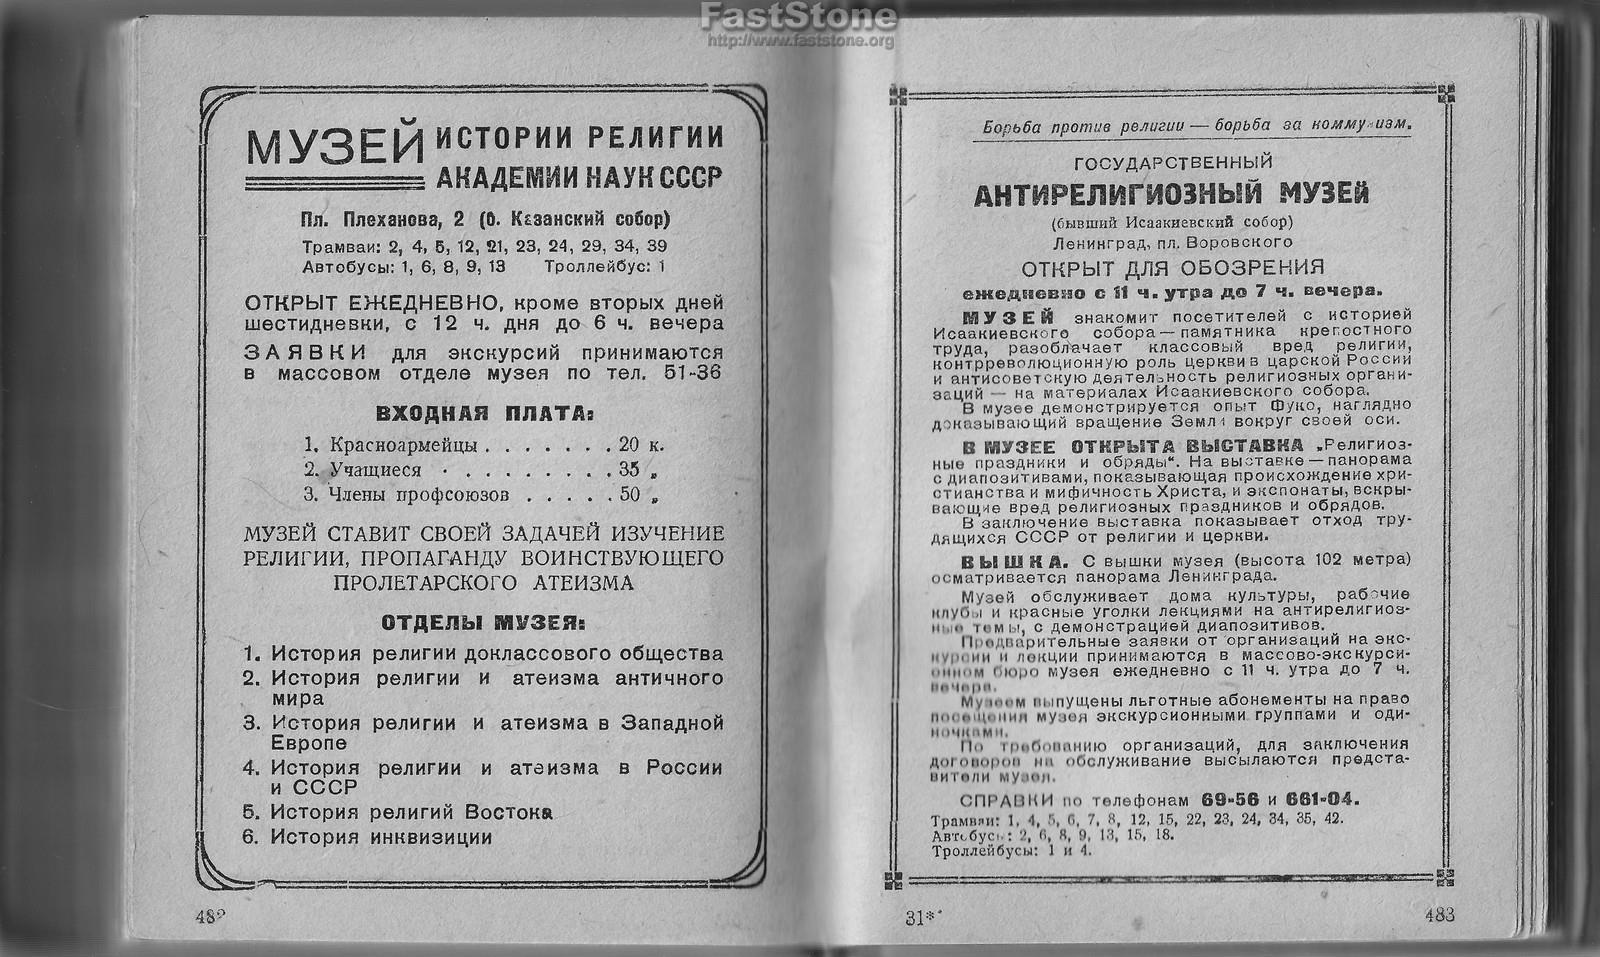 FastStone
http://www.faststone.org
МУЗЕЙ ИСТОРИИ РЕЛИГИИ
АКАДЕМИИ НАУК СССР
Пл. Плеханова, 2 (б. Казанский собор)
Трамваи: 2, 4, 5, 12, 21, 23, 24, 29, 34, 39
Автобусы: 1, 6, 8, 9, 13 Троллейбус: 1
ОТКРЫТ ЕЖЕДНЕВНО, кроме вторых дней
шестидневки, с 12 ч. дня до 6 ч. вечера
ЗАЯВКИ для экскурсий принимаются
в массовом отделе музея по тел. 51-36
ВХОДНАЯ ПЛАТА:
1. Красноармейцы . . . . . . . 20 к.
2. Учащиеся . . . . . . . . . 35 „
3. Члены профсоюзов . . . . . 50 „
МУЗЕЙ СТАВИТ СВОЕЙ ЗАДАЧЕЙ ИЗУЧЕНИЕ
РЕЛИГИИ, ПРОПАГАНДУ ВОИНСТВУЮЩЕГО
ПРОЛЕТАРСКОГО АТЕИЗМА
ОТДЕЛЫ МУЗЕЯ:
1. История религии доклассового общества
2. История религии и атеизма античного
мира
3. История религии и атеизма в Западной
Европе
4. История религии и атеизма в России
и СССР
5. История религий Востока
6. История инквизиции
482
Борьба против религии — борьба за коммунизм.
ГОСУДАРСТВЕННЫЙ
АНТИРЕЛИГИОЗНЫЙ МУЗЕЙ
(бывший Исаакиевский собор)
Ленинград, пл. Воровского
ОТКРЫТ ДЛЯ ОБОЗРЕНИЯ
ежедневно с 11 ч. утра до 7 ч. вечера.
МУЗЕЙ знакомит посетителей с историей
Исаакиевского собора — памятника крепостного
труда, разоблачает классовый вред религии,
контрреволюционную роль церкви в царской России
и антисоветскую деятельность религиозных органи-
заций — на материалах Исаакиевского собора.
В музее демонстрируется опыт Фуко, наглядно
доказывающий вращение Земли вокруг своей оси.
В МУЗЕЕ ОТКРЫТА ВЫСТАВКА „Религиоз-
ные праздники и обряды“. На выставке — панорама
с диапозитивами, показывающая происхождение хри-
стианства и мифичность Христа, и экспонаты, вскры-
вающие вред религиозных праздников и обрядов.
В заключение выставка показывает отход тру-
дящихся СССР от религии и церкви.
ВЫШКА. С вышки музея (высота 102 метра)
осматривается панорама Ленинграда.
Музей обслуживает дома культуры, рабочие
клубы и красные уголки лекциями на антирелигиоз-
ные темы, с демонстрацией диапозитивов.
Предварительные заявки от организаций на экс-
курсии и лекции принимаются в массово-экскурси-
онном бюро музея ежедневно с 11 ч. утра до 7 ч.
вечера.
Музеем выпущены льготные абонементы на право
посещения музея экскурсионными группами и оди-
ночками.
По требованию организаций, для заключения
договоров на обслуживание высылаются предста-
вители музея.
СПРАВКИ по телефонам 69-56 и 661-04.
Трамваи: 1, 4, 5, 6, 7, 8, 12, 15, 22, 23, 24, 34, 35, 42.
Автобусы: 2, 6, 8, 9, 13, 15, 18.
Троллейбусы: 1 и 4.
31*
483